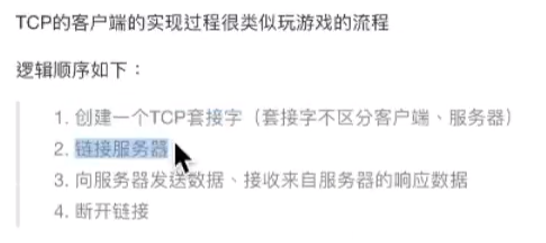 TCP的客户端的实现过程很类似玩游戏的流程
逻辑顺序如下：
1. 创建一个TCP套接字（套接字不区分客户端、服务器）
2. 链接服务器
3. 向服务器发送数据、接收来自服务器的响应数据
4. 断开链接